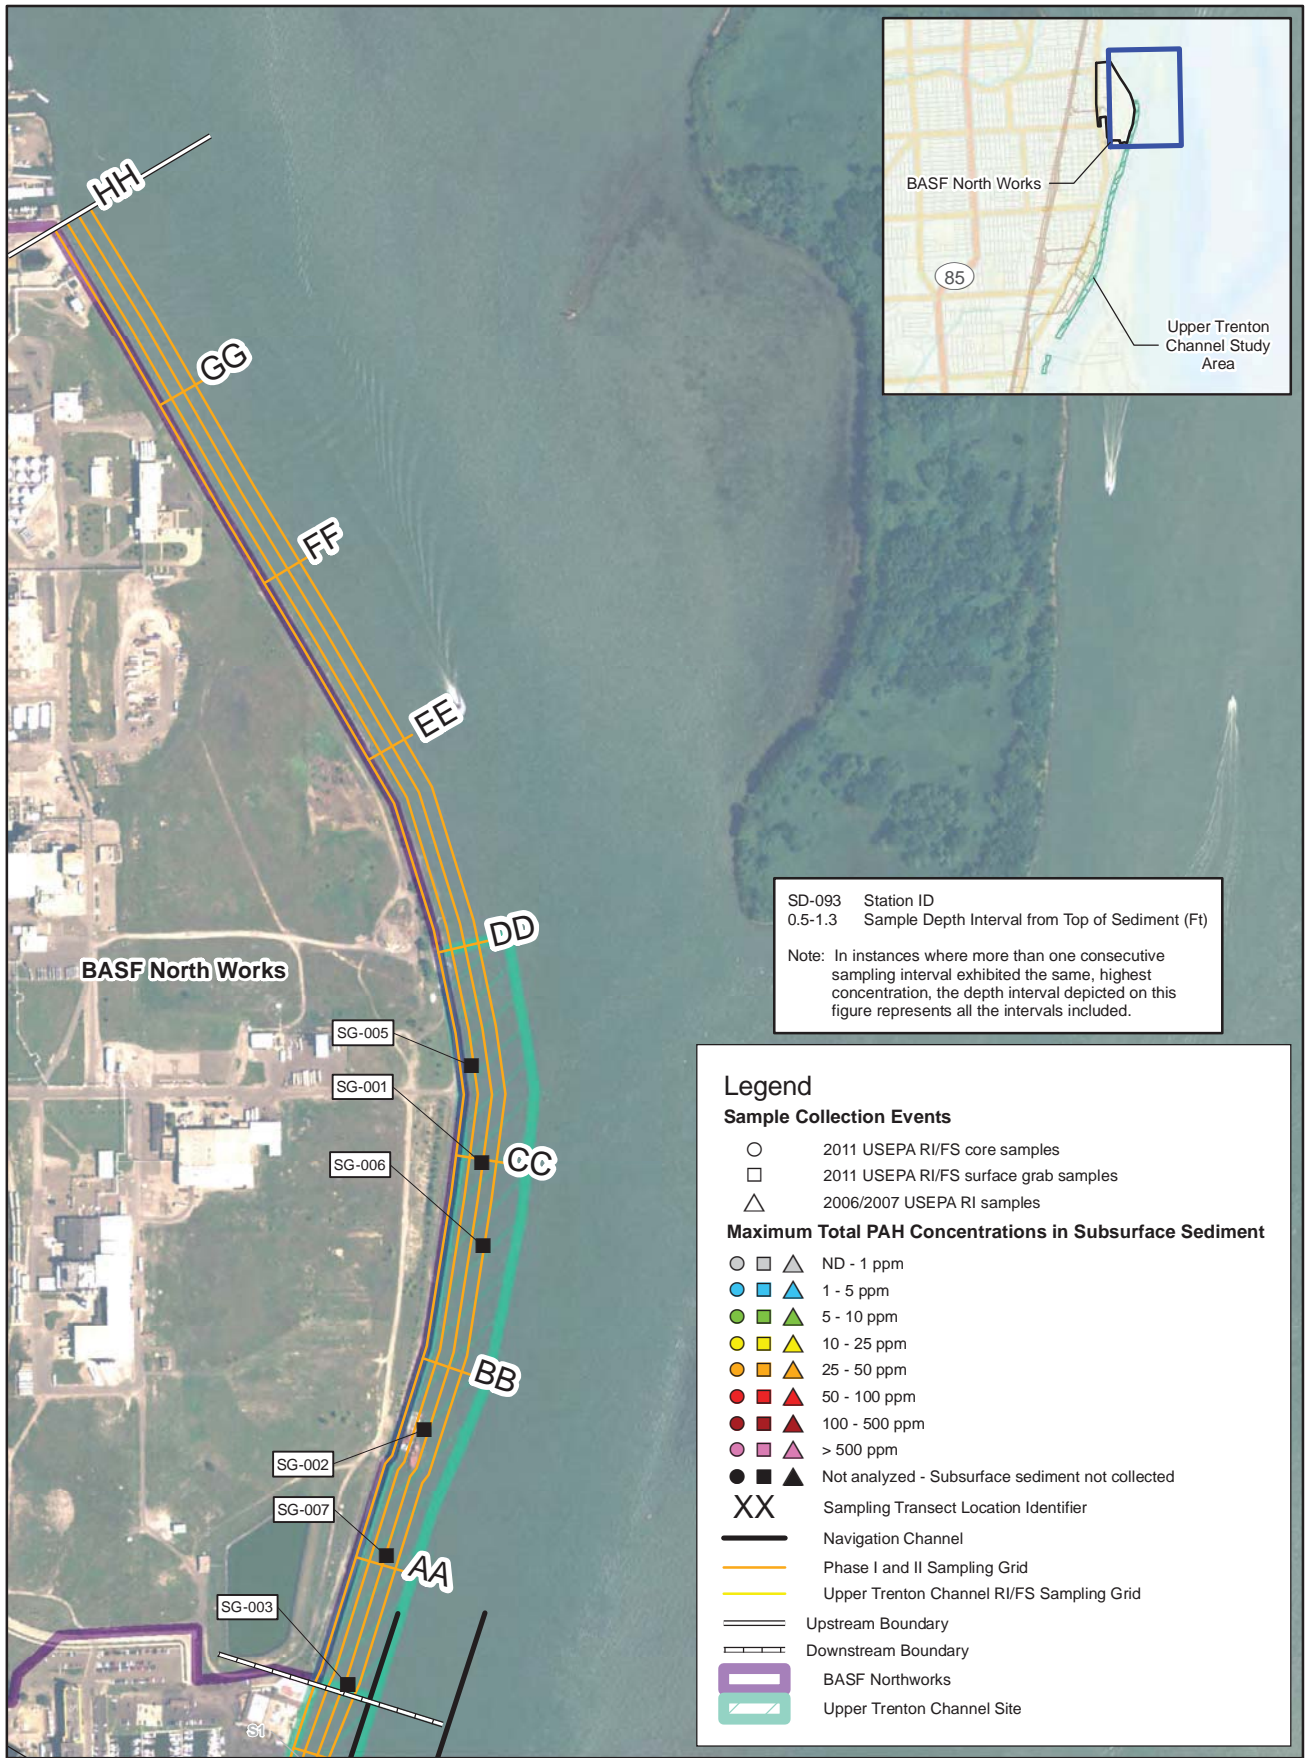 HH
GG
FF
EE
DD
CC
BB
AA
BASF North Works
SG-005
SG-001
SG-006
SG-002
SG-007
SG-003
S1
BASF North Works
85
Upper Trenton
Channel Study
Area
SD-093 Station ID
0.5-1.3 Sample Depth Interval from Top of Sediment (Ft)
Note: In instances where more than one consecutive
sampling interval exhibited the same, highest
concentration, the depth interval depicted on this
figure represents all the intervals included.
Legend
Sample Collection Events
2011 USEPA RI/FS core samples
2011 USEPA RI/FS surface grab samples
2006/2007 USEPA RI samples
Maximum Total PAH Concentrations in Subsurface Sediment
ND - 1 ppm
1 - 5 ppm
5 - 10 ppm
10 - 25 ppm
25 - 50 ppm
50 - 100 ppm
100 - 500 ppm
> 500 ppm
Not analyzed - Subsurface sediment not collected
XX Sampling Transect Location Identifier
Navigation Channel
Phase I and II Sampling Grid
Upper Trenton Channel RI/FS Sampling Grid
Upstream Boundary
Downstream Boundary
BASF Northworks
Upper Trenton Channel Site